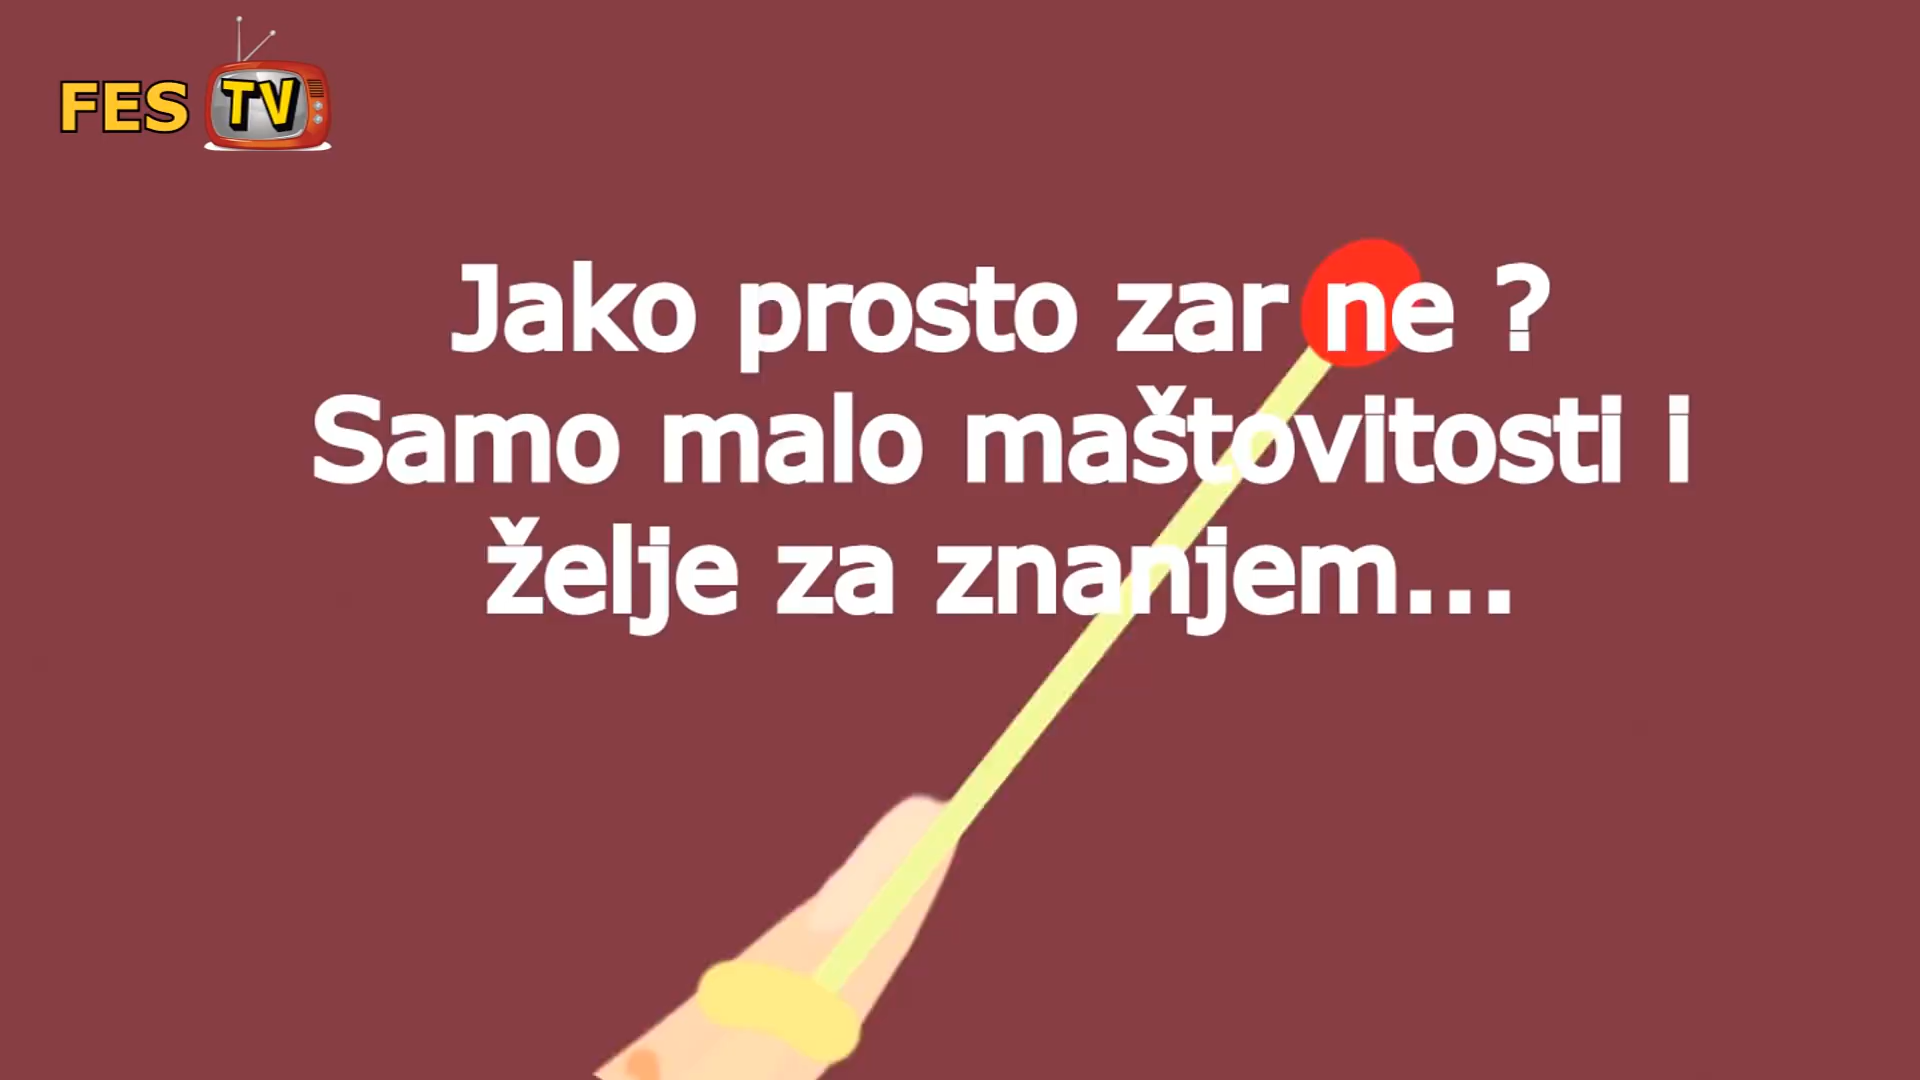 FES TV
Jako prosto zar ne ?
Samo malo maštovitosti i
želje za znanjem...